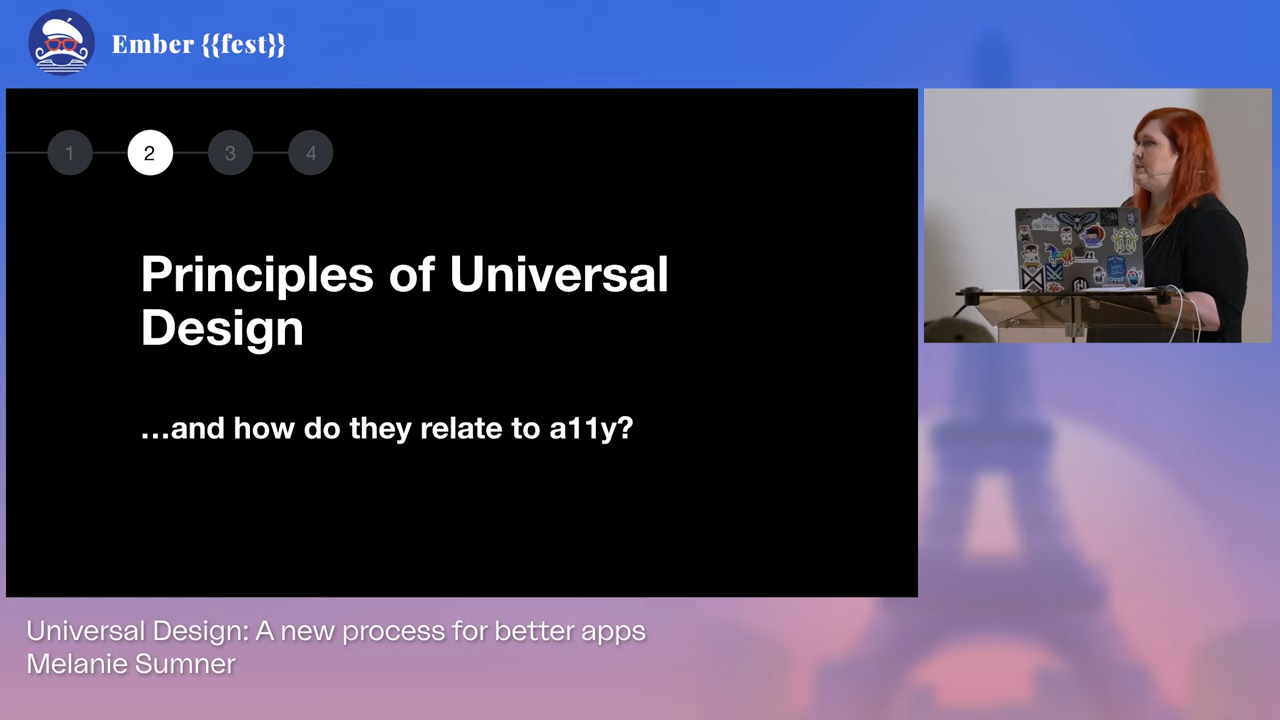 Ember {{fest}}
1 2 3 4
Principles of Universal
Design
...and how do they relate to a11y?
Universal Design: A new process for better apps
Melanie Sumner